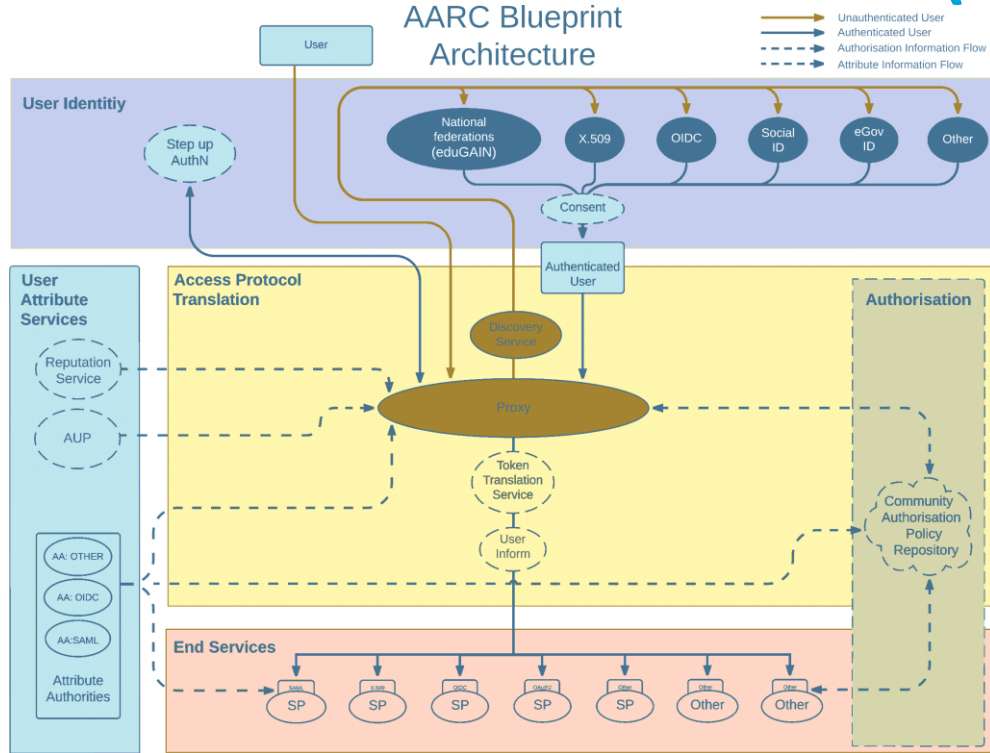 AARC Blueprint
Architecture
Unauthenticated User
Authenticated User
Authorisation Information Flow
Attribute Information Flow
User
User Identitiy
Step up
AuthN
National
federations
(eduGAIN)
X.509
OIDC
Social
ID
eGov
ID
Other
Consent
Authenticated
User
User
Attribute
Services
Reputation
Service
AUP
AA: OTHER
AA: OIDC
AA:SAML
Attribute
Authorities
Access Protocol
Translation
Discovery
Service
Proxy
Token
Translation
Service
User
Inform
Authorisation
Community
Authorisation
Policy
Repository
End Services
SAML
SP
X.509
SP
OIDC
SP
SP
Other
SP
Other
Other
Other
Other